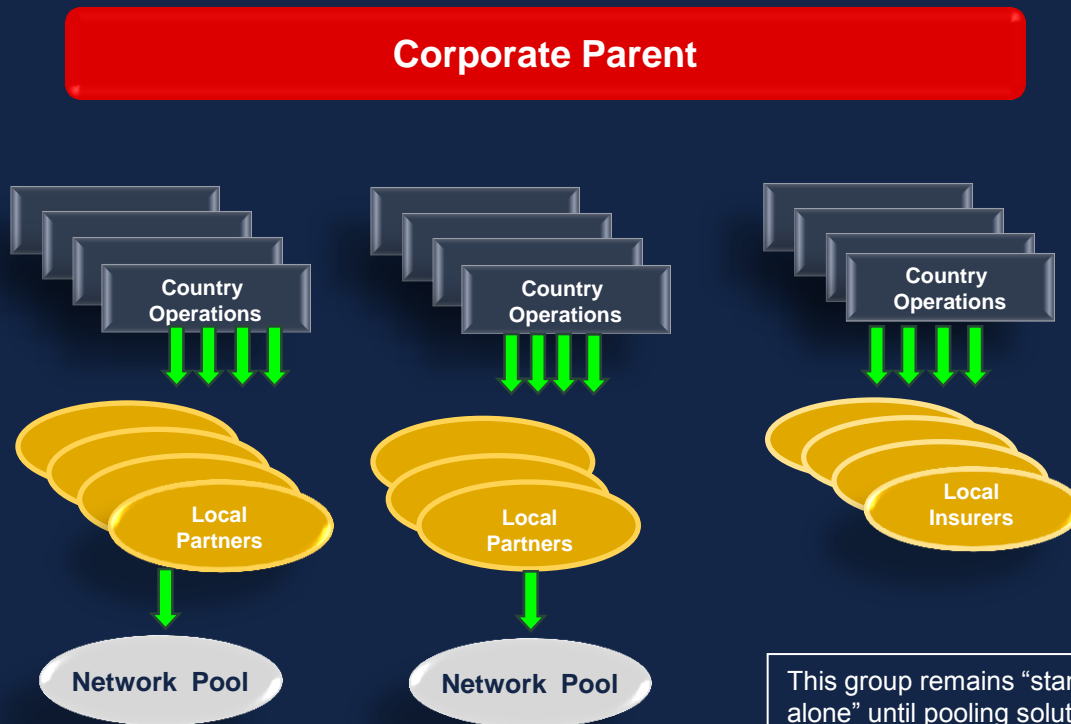 Corporate Parent
Country
Operations
Country
Operations
Country
Operations
Local
Partners
Local
Partners
Local
Insurers
Network Pool
Network Pool
This group remains
alone” until pooling